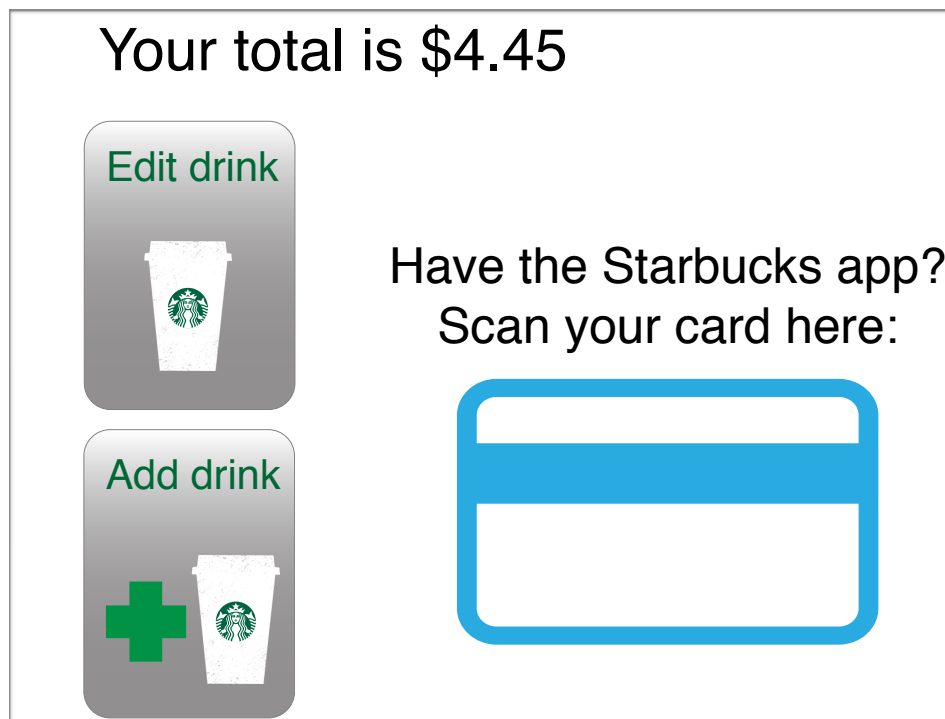 Your total is $4.45
Edit drink
Have the Starbucks app?
Scan your card here:
Add drink